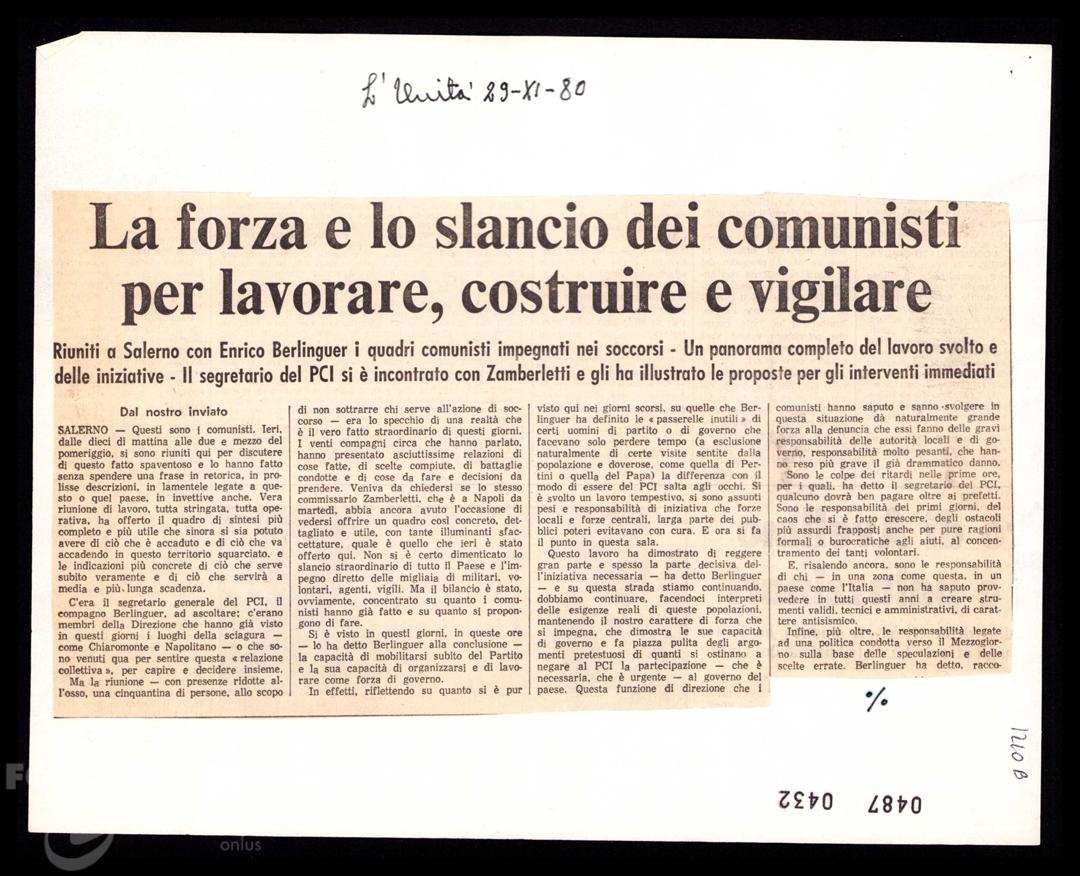 L' Unità 29-XI-80
La forza e lo slancio dei comunisti
per lavorare, costruire e vigilare
Riuniti a Salerno con Enrico Berlinguer i quadri comunisti impegnati nei soccorsi - Un panorama completo del lavoro svolto e
delle iniziative - Il segretario del PCI si è incontrato con Zamberletti e gli ha illustrato le proposte per gli interventi immediati
Dal nostro inviato
SALERNO — Questi sono i comunisti. Ieri,
dalle dieci di mattina alle due e mezzo del
pomeriggio, si sono riuniti qui per discutere
di questo fatto spaventoso e lo hanno fatto
senza spendere una frase in retorica, in pro-
lisse descrizioni, in lamentele legate a que-
sto o quel paese, in invettive anche. Vera
riunione di lavoro, tutta stringata, tutta ope-
rativa, ha offerto il quadro di sintesi più
completo e più utile che sinora si sia potuto
avere di ciò che è accaduto e di ciò che va
accadendo in questo territorio squarciato, e
le indicazioni più concrete di ciò che serve
subito veramente e di ciò che servirà a
media e più lunga scadenza.
C'era il segretario generale del PCI, il
compagno Berlinguer, ad ascoltare; c'erano
membri della Direzione che hanno già visto
in questi giorni i luoghi della sciagura —
come Chiaromonte e Napolitano — o che so-
no venuti qua per sentire questa « relazione
collettiva », per capire e decidere insieme.
Ma la riunione — con presenze ridotte al-
l'osso, una cinquantina di persone, allo scopo
di non sottrarre chi serve all'azione di soc-
corso — era lo specchio di una realtà che
è il vero fatto straordinario di questi giorni.
I venti compagni circa che hanno parlato,
hanno presentato asciuttissime relazioni di
cose fatte, di scelte compiute, di battaglie
condotte e di cose da fare e decisioni da
prendere. Veniva da chiedersi se lo stesso
commissario Zamberletti, che è a Napoli da
martedì, abbia ancora avuto l'occasione di
vedersi offrire un quadro così concreto, det-
tagliato e utile, con tante illuminanti sfac-
cettature, quale è quello che ieri è stato
offerto qui. Non si è certo dimenticato lo
slancio straordinario di tutto il Paese e l'im-
pegno diretto delle migliaia di militari, vo-
lontari, agenti, vigili. Ma il bilancio è stato,
ovviamente, concentrato su quanto i comu-
nisti hanno già fatto e su quanto si propon-
gono di fare.
Si è visto in questi giorni, in queste ore
— lo ha detto Berlinguer alla conclusione —
la capacità di mobilitarsi subito del Partito
e la sua capacità di organizzarsi e di lavo-
rare come forza di governo.
In effetti, riflettendo su quanto si è pur
visto qui nei giorni scorsi, su quelle che Ber-
linguer ha definito le « passerelle inutili » di
certi uomini di partito o di governo che
facevano solo perdere tempo (a esclusione
naturalmente di certe visite sentite dalla
popolazione e doverose, come quella di Per-
tini o quella del Papa) la differenza con il
modo di essere del PCI salta agli occhi. Si
è svolto un lavoro tempestivo, si sono assunti
pesi e responsabilità di iniziativa che forze
locali e forze centrali, larga parte dei pub-
blici poteri evitavano con cura. E ora si fa
il punto in questa sala.
Questo lavoro ha dimostrato di reggere
gran parte e spesso la parte decisiva del-
l'iniziativa necessaria — ha detto Berlinguer
— e su questa strada stiamo continuando,
dobbiamo continuare, facendoci interpreti
delle esigenze reali di queste popolazioni,
mantenendo il nostro carattere di forza che
si impegna, che dimostra le sue capacità
di governo e fa piazza pulita degli argo-
menti pretestuosi di quanti si ostinano a
negare al PCI la partecipazione — che è
necessaria, che è urgente — al governo del
paese. Questa funzione di direzione che i
comunisti hanno saputo e sanno svolgere in
questa situazione dà naturalmente grande
forza alla denuncia che essi fanno delle gravi
responsabilità delle autorità locali e di go-
verno, responsabilità molto pesanti, che han-
no reso più grave il già drammatico danno.
Sono le colpe dei ritardi nelle prime ore,
per i quali, ha detto il segretario del PCI,
qualcuno dovrà ben pagare oltre ai prefetti.
Sono le responsabilità dei primi giorni, del
caos che si è fatto crescere, degli ostacoli
più assurdi frapposti anche per pure ragioni
formali o burocratiche agli aiuti, al concen-
tramento dei tanti volontari.
E, risalendo ancora, sono le responsabilità
di chi — in una zona come questa, in un
paese come l'Italia — non ha saputo prov-
vedere in tutti questi anni a creare stru-
menti validi, tecnici e amministrativi, di carat-
tere antisismico.
Infine, più oltre, le responsabilità legate
ad una politica condotta verso il Mezzogior-
no sulla base delle speculazioni e delle
scelte errate. Berlinguer ha detto, racco-
%
1210 B
0487 0432
onlus